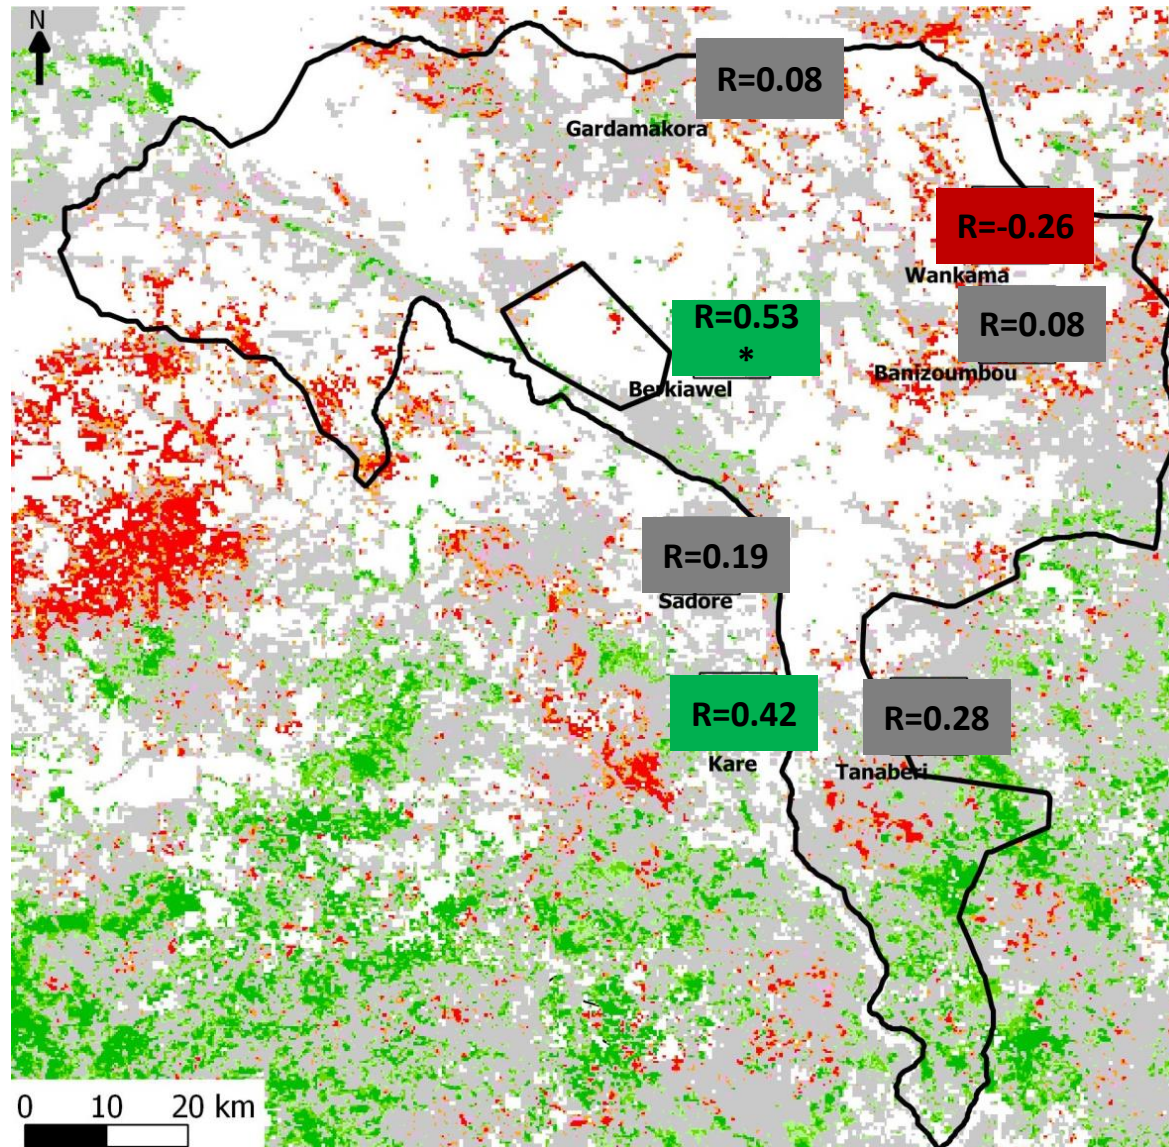 N
R=0.08
Gardamakora
R=-0.26
Wankama
R=0.53
*
R=0.08
Berkiawel
Banizoumbou
R=0.19
Sadore
R=0.42
R=0.28
Kare
Tanaberi
0 10 20 km